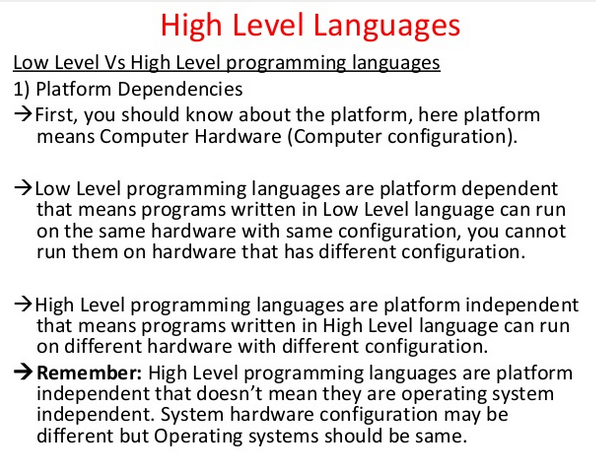 High Level Languages
Low Level Vs High Level programming languages
1) Platform Dependencies
→First, you should know about the platform, here platform
means Computer Hardware (Computer configuration).
→Low Level programming languages are platform dependent
that means programs written in Low Level language can run
on the same hardware with same configuration, you cannot
run them on hardware that has different configuration.
→High Level programming languages are platform independent
that means programs written in High Level language can run
on different hardware with different configuration.
→Remember: High Level programming languages are platform
independent that doesn’t mean they are operating system
independent. System hardware configuration may be
different but Operating systems should be same.